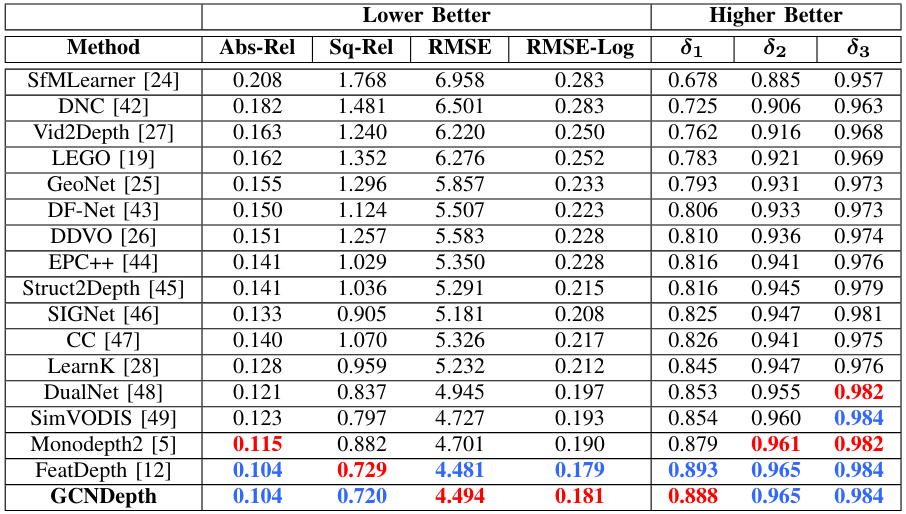 Lower Better Higher Better
Method Abs-Rel Sq-Rel RMSE RMSE-Log δ1 δ2 δ3
SfMLearner [24] 0.208 1.768 6.958 0.283 0.678 0.885 0.957
DNC [42] 0.182 1.481 6.501 0.283 0.725 0.906 0.963
Vid2Depth [27] 0.163 1.240 6.220 0.250 0.762 0.916 0.968
LEGO [19] 0.162 1.352 6.276 0.252 0.783 0.921 0.969
GeoNet [25] 0.155 1.296 5.857 0.233 0.793 0.931 0.973
DF-Net [43] 0.150 1.124 5.507 0.223 0.806 0.933 0.973
DDVO [26] 0.151 1.257 5.583 0.228 0.810 0.936 0.974
EPC++ [44] 0.141 1.029 5.350 0.228 0.816 0.941 0.976
Struct2Depth [45] 0.141 1.036 5.291 0.215 0.816 0.945 0.979
SIGNet [46] 0.133 0.905 5.181 0.208 0.825 0.947 0.981
CC [47] 0.140 1.070 5.326 0.217 0.826 0.941 0.975
LearnK [28] 0.128 0.959 5.232 0.212 0.845 0.947 0.976
DualNet [48] 0.121 0.837 4.945 0.197 0.853 0.955 0.982
SimVODIS [49] 0.123 0.797 4.727 0.193 0.854 0.960 0.984
Monodepth2 [5] 0.115 0.882 4.701 0.190 0.879 0.961 0.982
FeatDepth [12] 0.104 0.729 4.481 0.179 0.893 0.965 0.984
GCNDepth 0.104 0.720 4.494 0.181 0.888 0.965 0.984